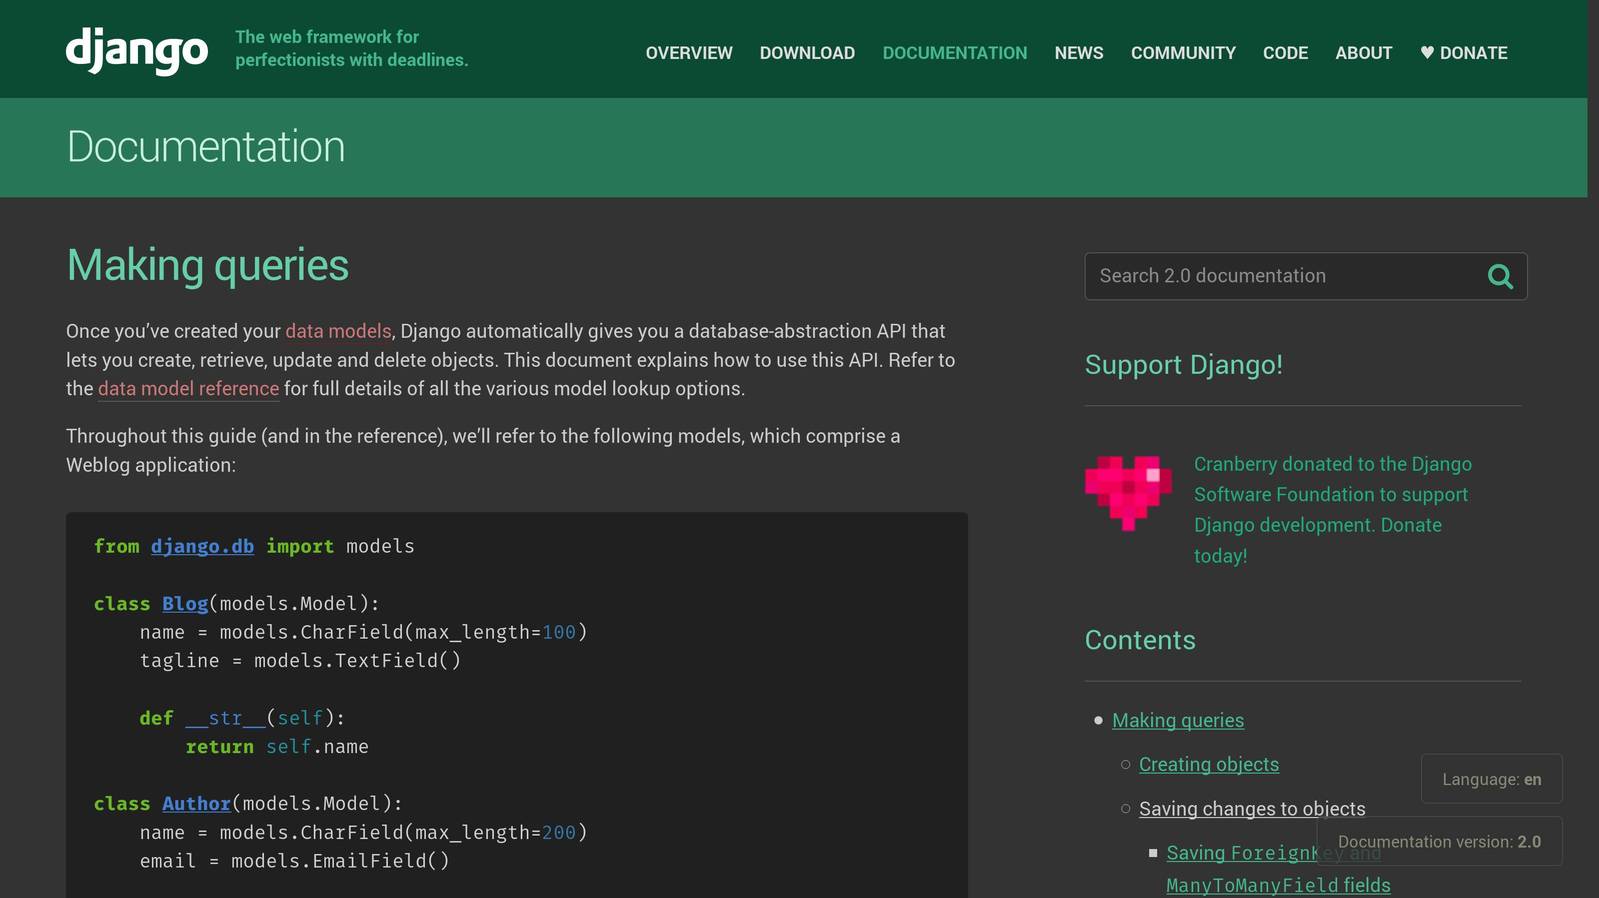 django
The web framework for
perfectionists with deadlines.
OVERVIEW DOWNLOAD DOCUMENTATION NEWS COMMUNITY CODE ABOUT ♥ DONATE
Documentation
Making queries
Once you’ve created your data models, Django automatically gives you a database-abstraction API that
lets you create, retrieve, update and delete objects. This document explains how to use this API. Refer to
the data model reference for full details of all the various model lookup options.
Throughout this guide (and in the reference), we’ll refer to the following models, which comprise a
Weblog application:
from django.db import models
class Blog(models.Model):
    name = models.CharField(max_length=100)
    tagline = models.TextField()
    def __str__(self):
        return self.name
class Author(models.Model):
    name = models.CharField(max_length=200)
    email = models.EmailField()
Search 2.0 documentation
Support Django!
Cranberry donated to the Django
Software Foundation to support
Django development. Donate
today!
Contents
Making queries
Creating objects
Saving changes to objects
Saving ForeignKey and
ManyToManyField fields
Language: en
Documentation version: 2.0